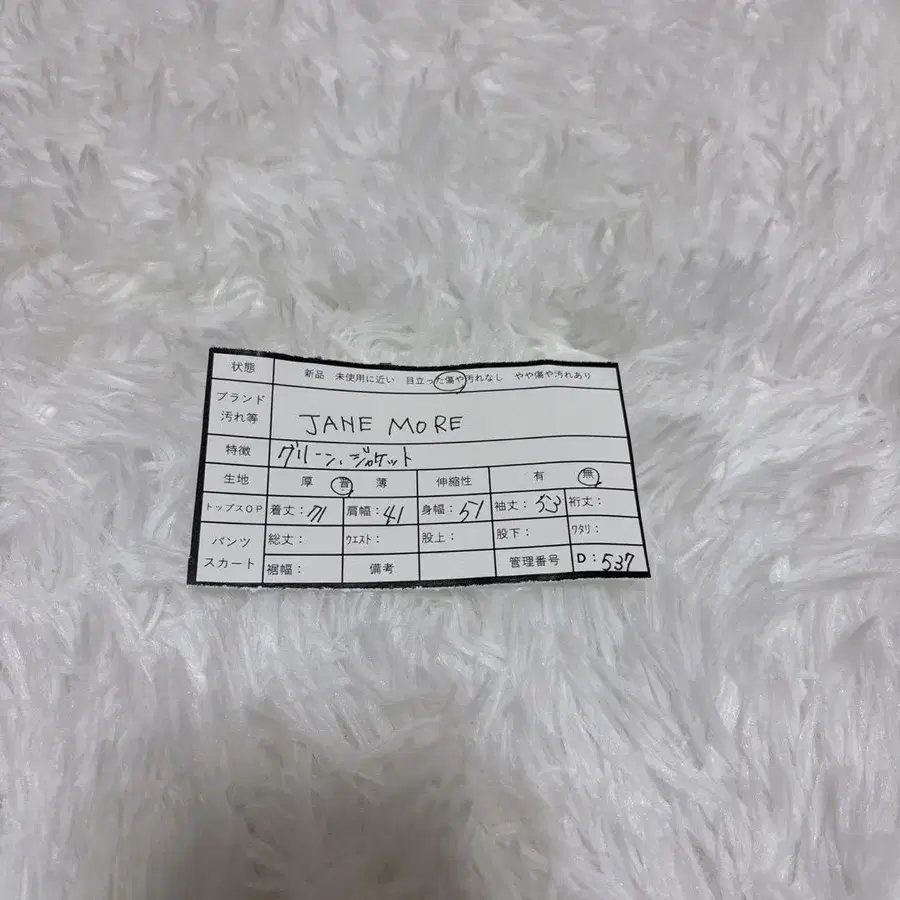 状態 新品 未使用に近い 目立った傷や汚れなし やや傷や汚れあり
ブランド
汚れ等 JANE MORE
特徴 グリーン、ジャケット
生地 厚 普 薄 伸縮性 有 無
トップスOP 着丈:71 肩幅:41 身幅:51 袖丈:53 裄丈:
パンツ 総丈: ウエスト: 股上: 股下: ワタリ:
スカート 裾幅: 備考 管理番号 D:537